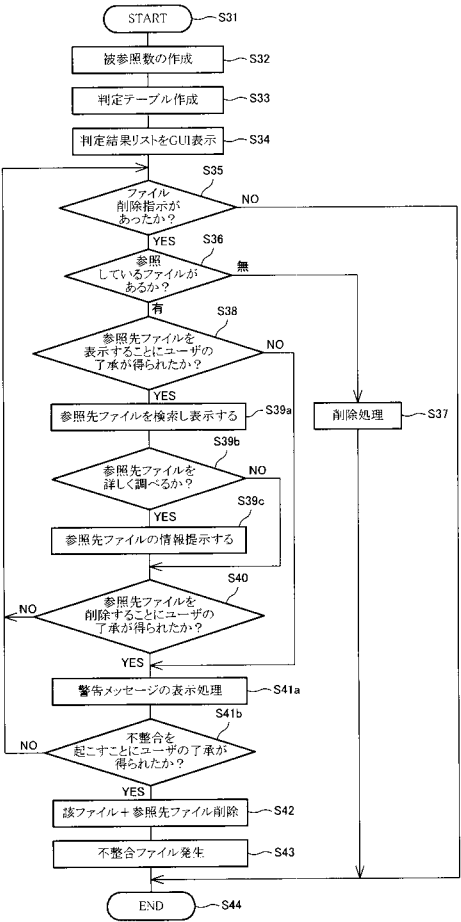 START
S31
被参照数の作成
S32
判定テーブル作成
S33
判定結果リストをGUI表示
S34
S35
ファイル
削除指示が
あったか？
NO
YES
S36
参照
しているファイルが
あるか？
無
有
S38
参照先ファイルを
表示することにユーザの
了承が得られたか？
NO
YES
参照先ファイルを検索し表示する
S39a
削除処理
S37
S39b
参照先ファイルを
詳しく調べるか？
NO
YES
S39c
参照先ファイルの情報提示する
S40
参照先ファイルを
削除することにユーザの
了承が得られたか？
NO
YES
警告メッセージの表示処理
S41a
S41b
不整合を
起こすことにユーザの了承が
得られたか？
NO
YES
該ファイル＋参照先ファイル削除
S42
不整合ファイル発生
S43
END
S44